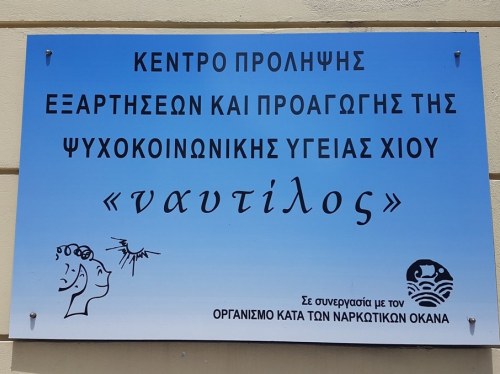 ΚΕΝΤΡΟ ΠΡΟΛΗΨΗΣ
ΕΞΑΡΤΗΣΕΩΝ ΚΑΙ ΠΡΟΑΓΩΓΗΣ ΤΗΣ
ΨΥΧΟΚΟΙΝΩΝΙΚΗΣ ΥΓΕΙΑΣ ΧΙΟΥ
«ναυτίλος»
Σε συνεργασία με τον
ΟΡΓΑΝΙΣΜΟ ΚΑΤΑ ΤΩΝ ΝΑΡΚΩΤΙΚΩΝ ΟΚΑΝΑ